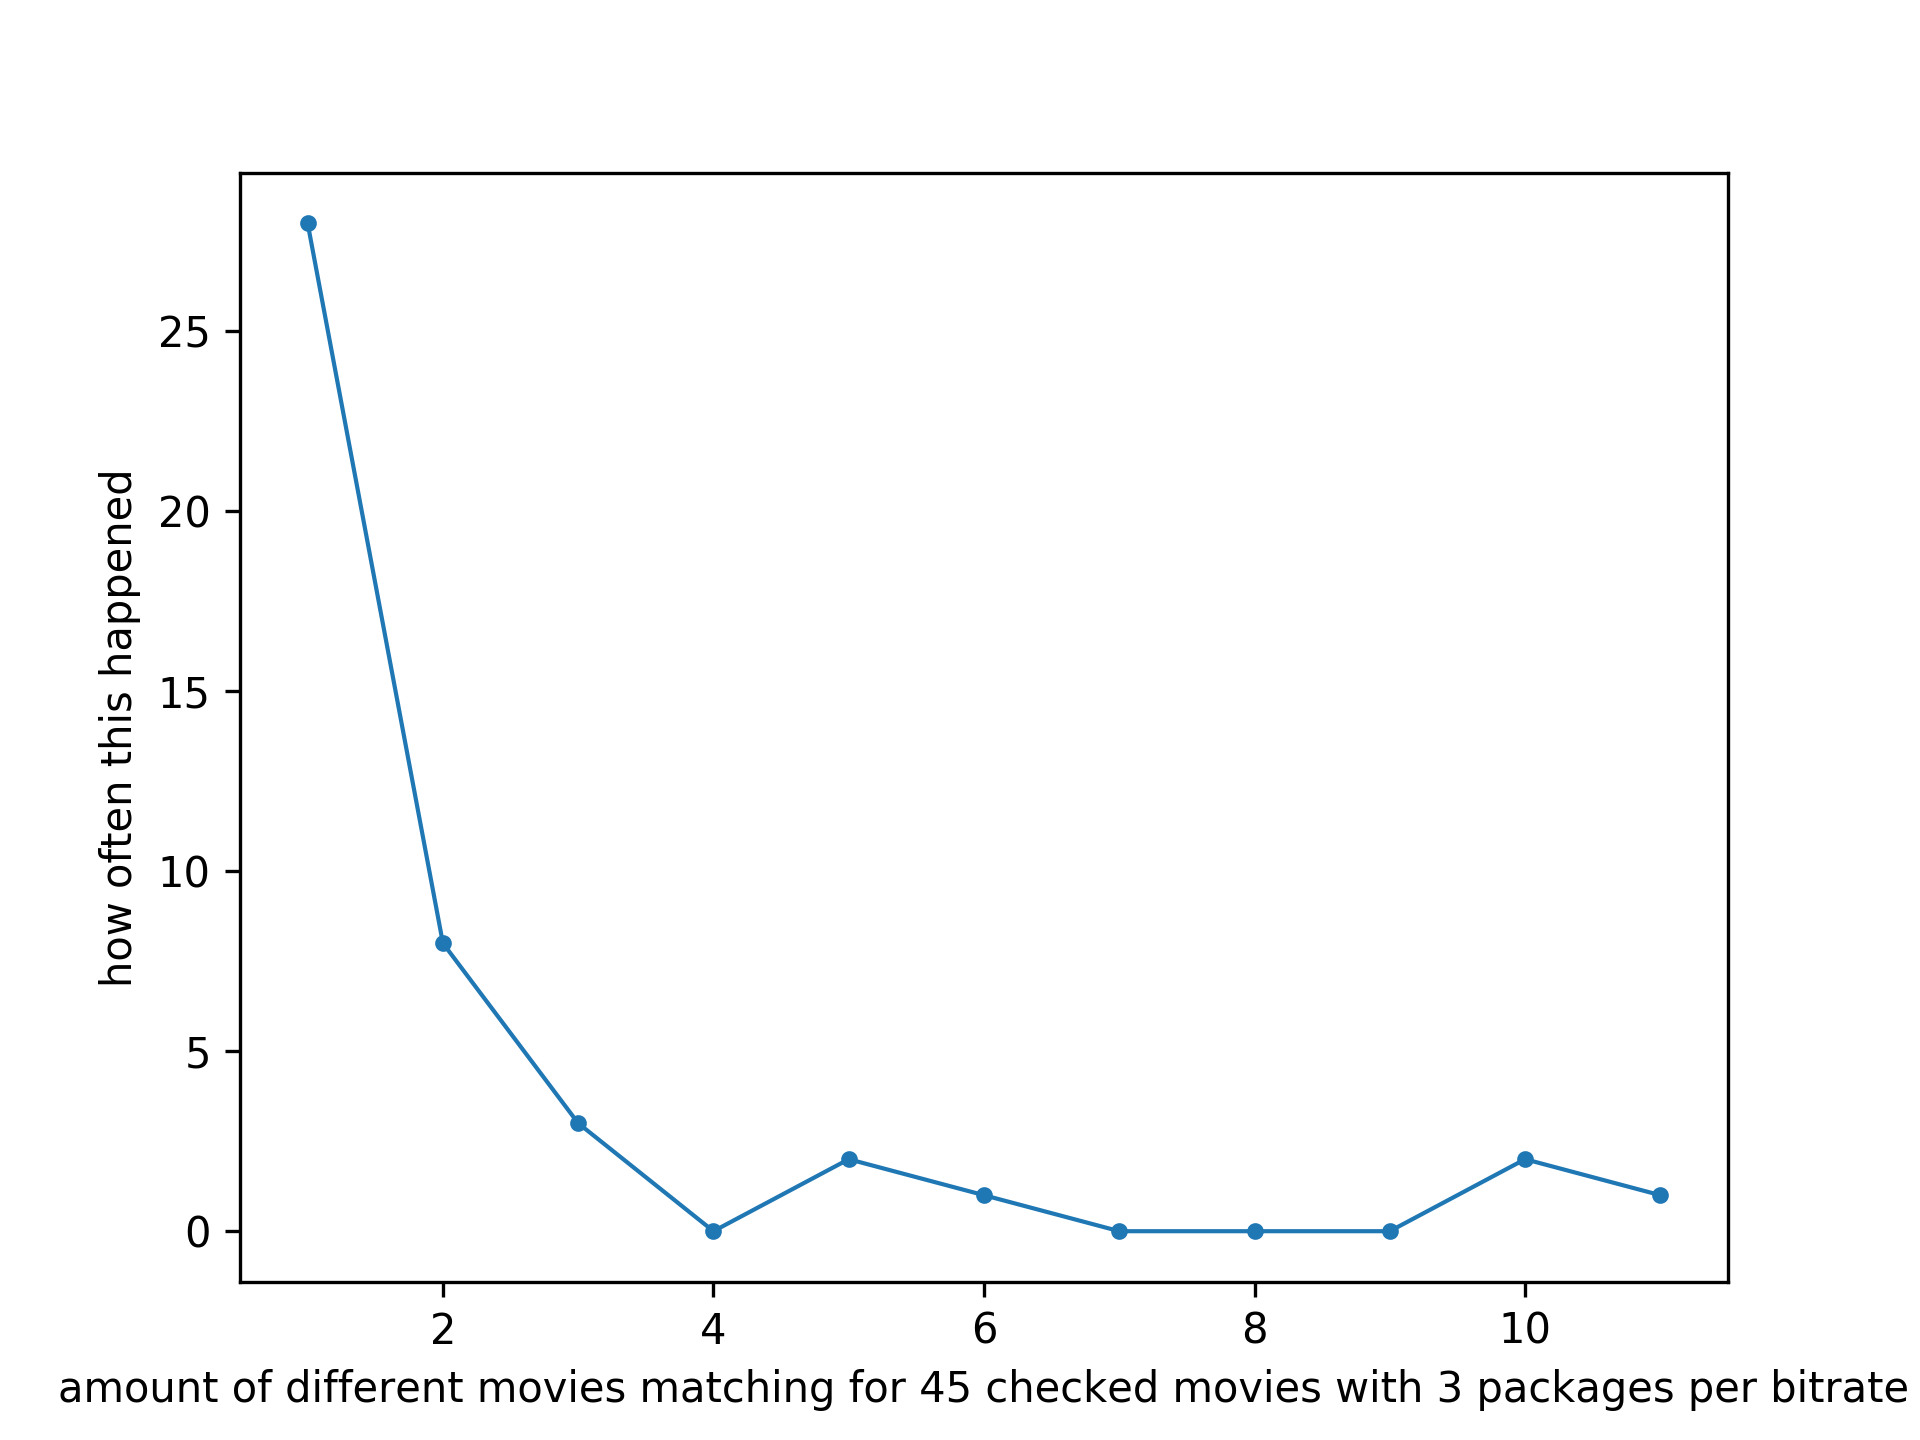 how often this happened
25
20
15
10
5
0
2 4 6 8 10
amount of different movies matching for 45 checked movies with 3 packages per bitrate